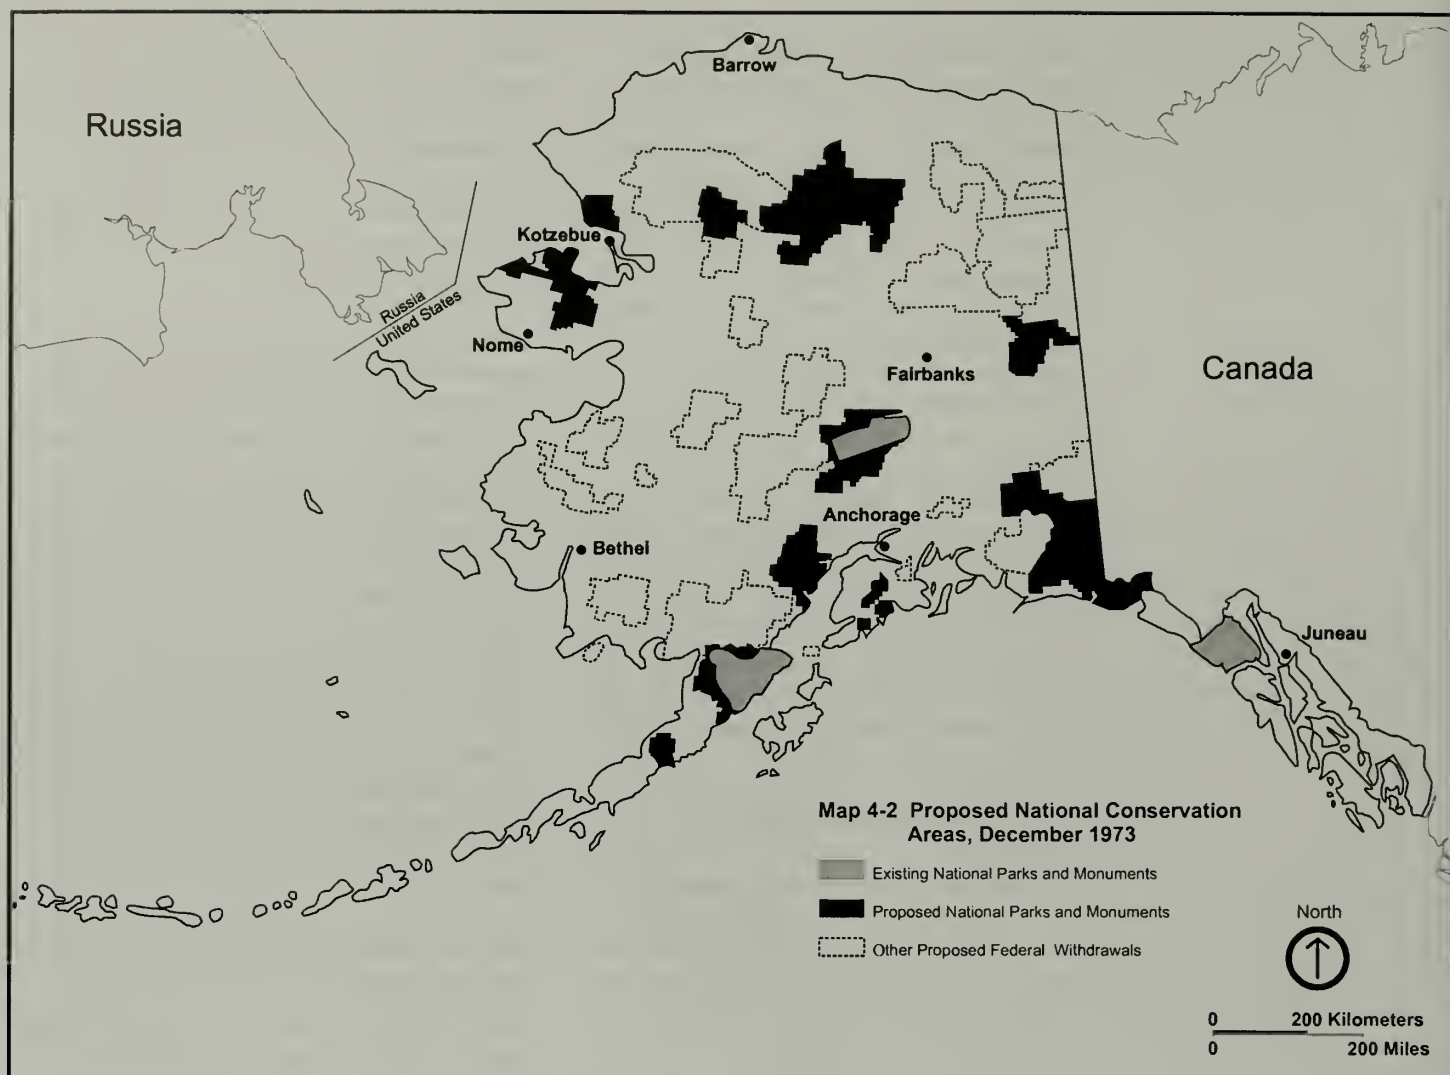 Barrow
Russia
Kotzebue
Russia
United States
Nome
Fairbanks
Canada
Anchorage
Bethel
Juneau
Map 4-2 Proposed National Conservation
Areas, December 1973
Existing National Parks and Monuments
Proposed National Parks and Monuments
Other Proposed Federal Withdrawals
North
0 200 Kilometers
0 200 Miles